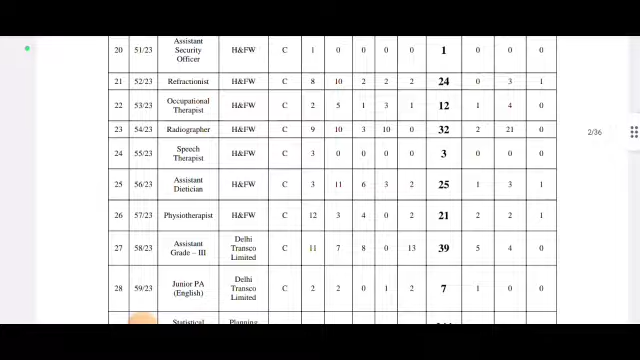 20 51/23 Assistant Security Officer H&FW C 1 0 0 0 0 1 0 0 0
21 52/23 Refractionist H&FW C 8 10 2 2 2 24 0 3 1
22 53/23 Occupational Therapist H&FW C 2 5 1 3 1 12 1 4 0
23 54/23 Radiographer H&FW C 9 10 3 10 0 32 2 21 0
2/36
24 55/23 Speech Therapist H&FW C 3 0 0 0 0 3 0 0 0
25 56/23 Assistant Dietician H&FW C 3 11 6 3 2 25 1 3 1
26 57/23 Physiotherapist H&FW C 12 3 4 0 2 21 2 2 1
27 58/23 Assistant Grade – III Delhi Transco Limited C 11 7 8 0 13 39 5 4 0
28 59/23 Junior PA (English) Delhi Transco Limited C 2 2 0 1 2 7 1 0 0
Statistical Planning